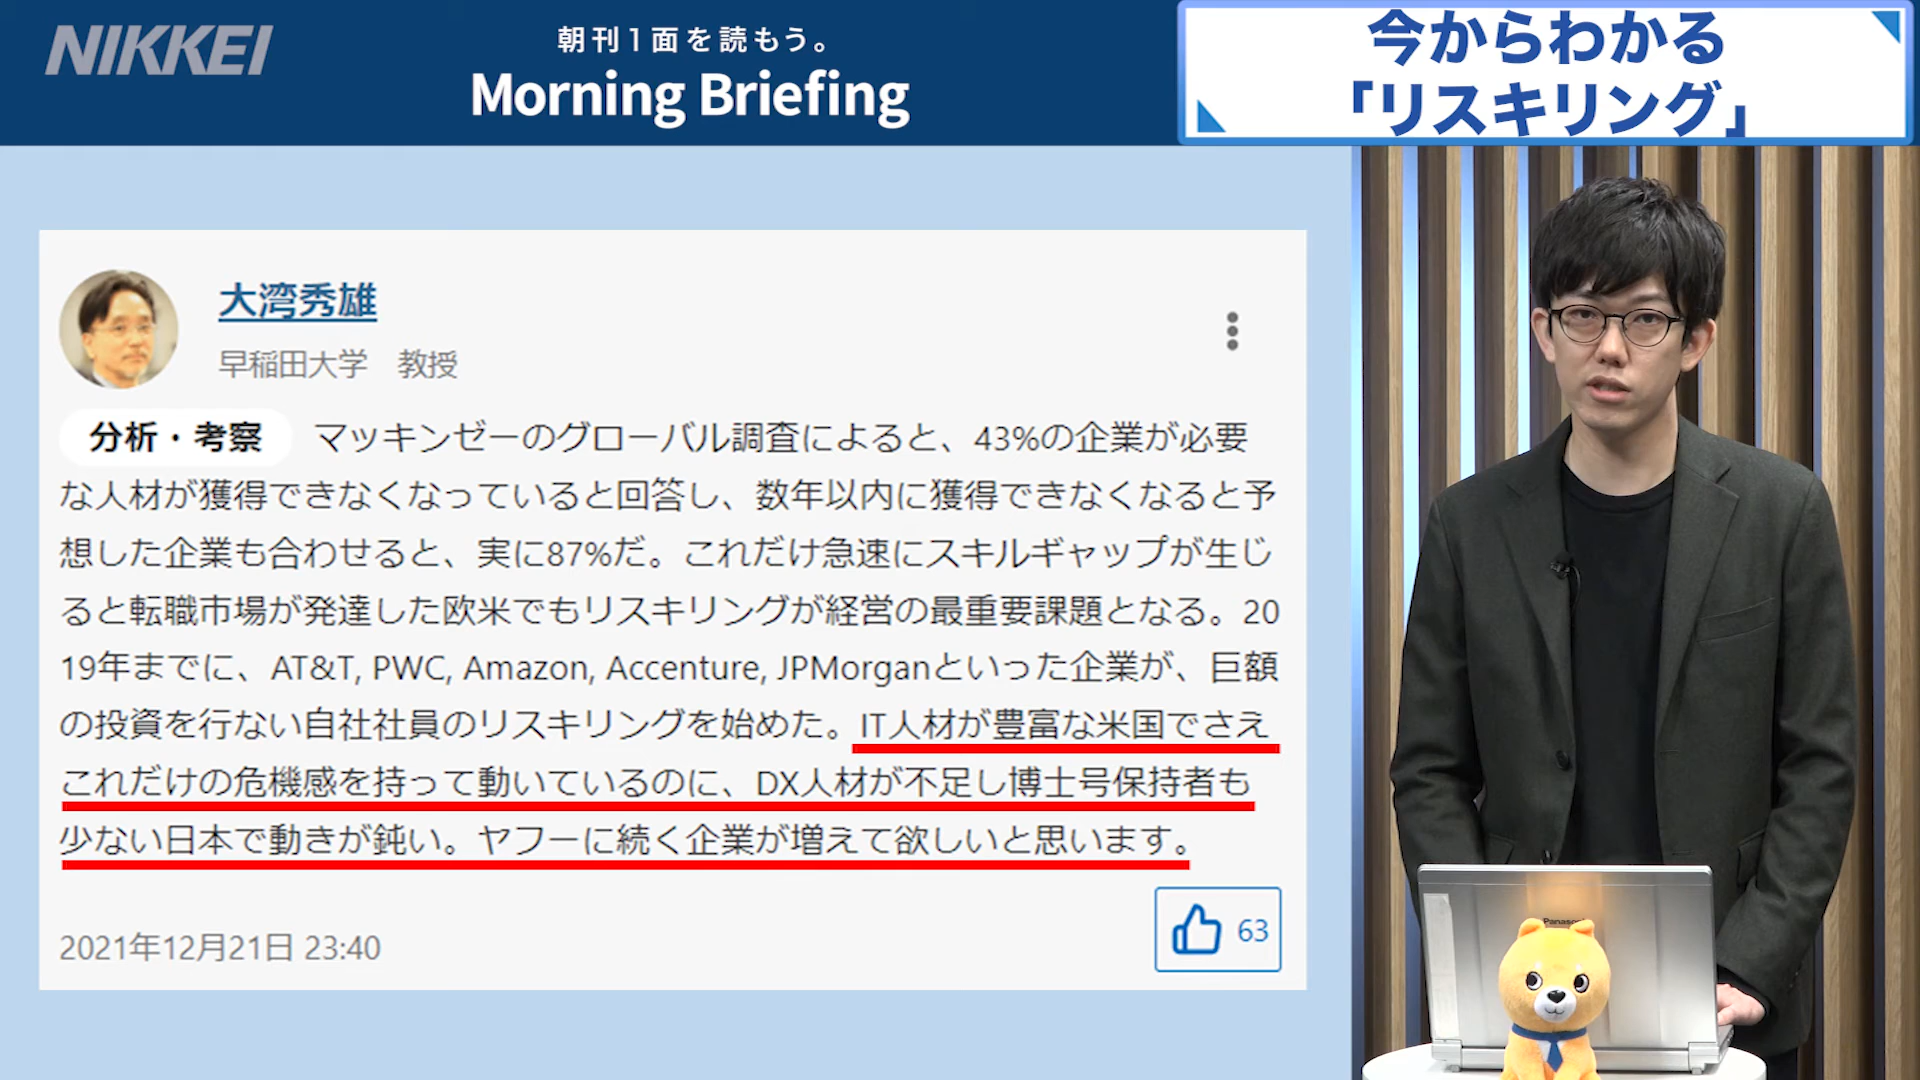 NIKKEI
朝刊1面を読もう。
Morning Briefing
今からわかる
「リスキリング」
大湾秀雄
早稲田大学 教授
分析・考察 マッキンゼーのグローバル調査によると、43%の企業が必要
な人材が獲得できなくなっていると回答し、数年以内に獲得できなくなると予
想した企業も合わせると、実に87%だ。これだけ急速にスキルギャップが生じ
ると転職市場が発達した欧米でもリスキリングが経営の最重要課題となる。20
19年までに、AT&T, PWC, Amazon, Accenture, JPMorganといった企業が、巨額
の投資を行ない自社社員のリスキリングを始めた。IT人材が豊富な米国でさえ
これだけの危機感を持って動いているのに、DX人材が不足し博士号保持者も
少ない日本で動きが鈍い。ヤフーに続く企業が増えて欲しいと思います。
2021年12月21日 23:40
63
Panasonic